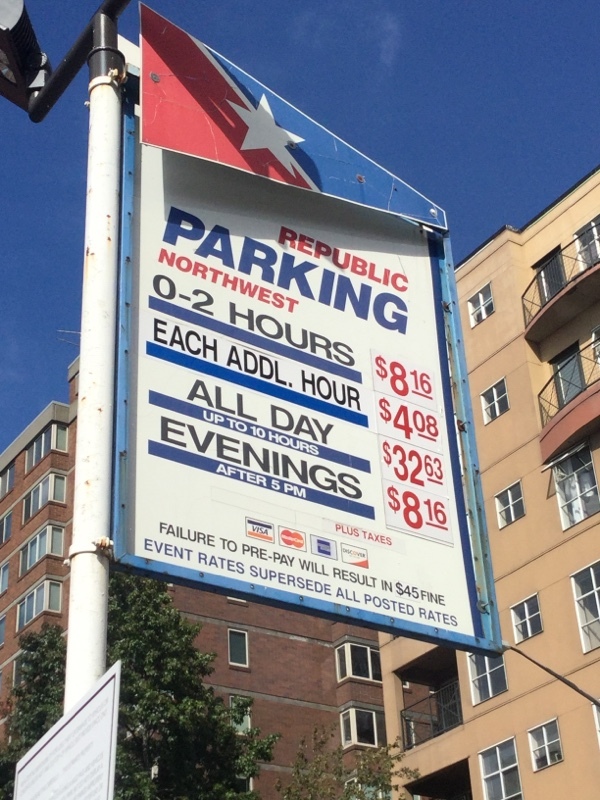 REPUBLIC
PARKING
NORTHWEST
0-2 HOURS $8 16
EACH ADDL. HOUR $4 08
ALL DAY $32 63
UP TO 10 HOURS
EVENINGS $8 16
AFTER 5 PM
PLUS TAXES
VISA MasterCard DISCOVER
FAILURE TO PRE-PAY WILL RESULT IN $45 FINE
EVENT RATES SUPERSEDE ALL POSTED RATES